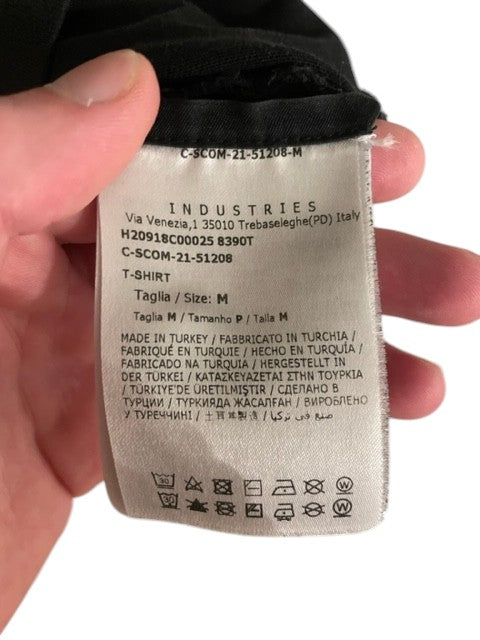 C-SCOM-21-51208-M
INDUSTRIES
Via Venezia,1 35010 Trebaseleghe(PD) Italy
H20918C00025 8390T
C-SCOM-21-51208
T-SHIRT
Taglia / Size: M
Taglia M / Tamanho P / Talla M
MADE IN TURKEY / FABBRICATO IN TURCHIA /
FABRIQUÉ EN TURQUIE / HECHO EN TURQUÍA /
FABRICADO NA TURQUIA / HERGESTELLT IN
DER TÜRKEI / ΚΑΤΑΣΚΕΥΑΖΕΤΑΙ ΣΤΗΝ ΤΟΥΡΚΙΑ
/ TÜRKIYE'DE ÜRETILMIŞTIR / СДЕЛАНО В
ТУРЦИИ / ТУРКИЯДА ЖАСАЛҒАН / ВИРОБЛЕНО
У ТУРЕЧЧИНІ / 土耳其製造 / صنع في تركيا
30 W
30 W